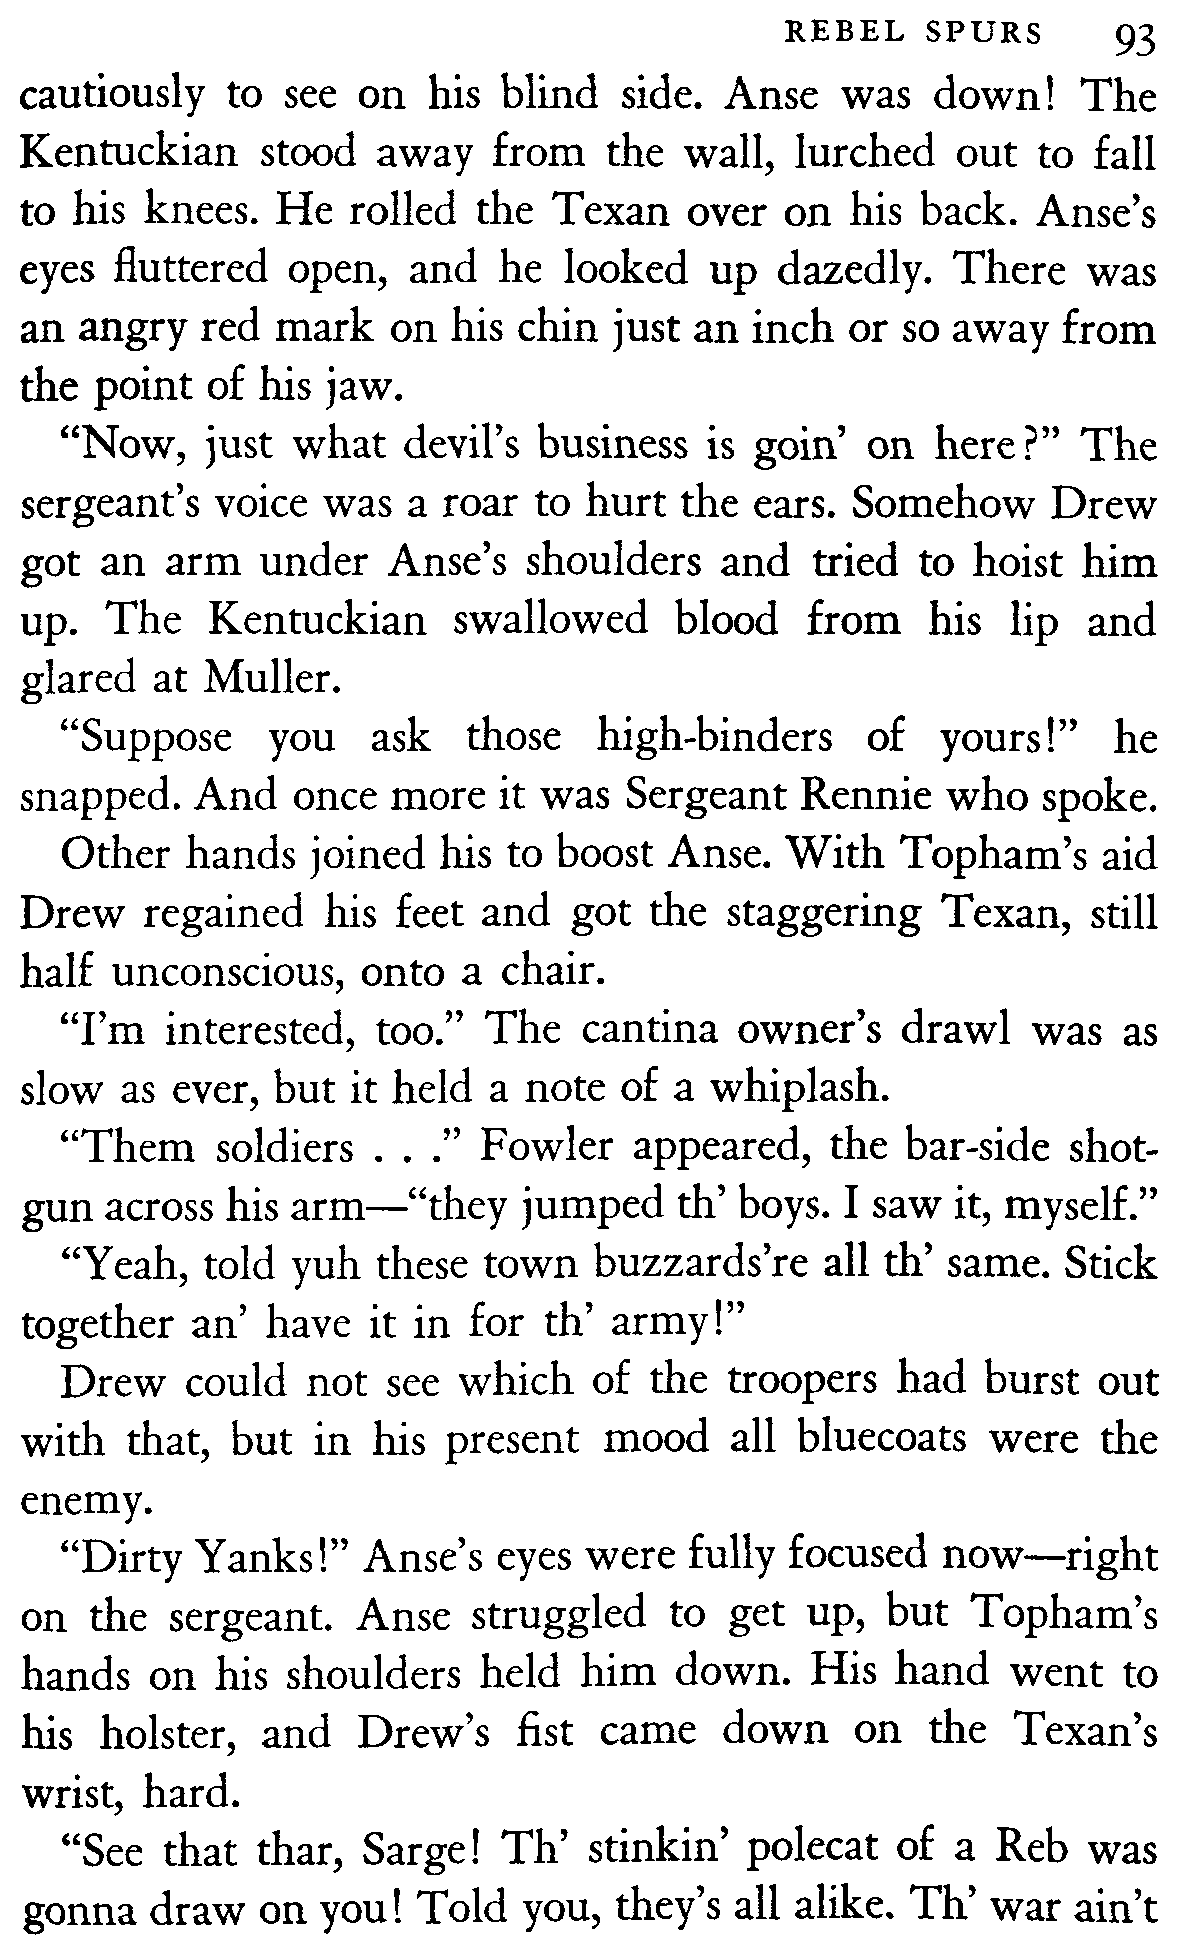 REBEL SPURS 93
cautiously to see on his blind side. Anse was down! The
Kentuckian stood away from the wall, lurched out to fall
to his knees. He rolled the Texan over on his back. Anse’s
eyes fluttered open, and he looked up dazedly. There was
an angry red mark on his chin just an inch or so away from
the point of his jaw.
“Now, just what devil’s business is goin’ on here?” The
sergeant’s voice was a roar to hurt the ears. Somehow Drew
got an arm under Anse’s shoulders and tried to hoist him
up. The Kentuckian swallowed blood from his lip and
glared at Muller.
“Suppose you ask those high-binders of yours!” he
snapped. And once more it was Sergeant Rennie who spoke.
Other hands joined his to boost Anse. With Topham’s aid
Drew regained his feet and got the staggering Texan, still
half unconscious, onto a chair.
“I’m interested, too.” The cantina owner’s drawl was as
slow as ever, but it held a note of a whiplash.
“Them soldiers . . .” Fowler appeared, the bar-side shot-
gun across his arm—“they jumped th’ boys. I saw it, myself.”
“Yeah, told yuh these town buzzards’re all th’ same. Stick
together an’ have it in for th’ army!”
Drew could not see which of the troopers had burst out
with that, but in his present mood all bluecoats were the
enemy.
“Dirty Yanks!” Anse’s eyes were fully focused now—right
on the sergeant. Anse struggled to get up, but Topham’s
hands on his shoulders held him down. His hand went to
his holster, and Drew’s fist came down on the Texan’s
wrist, hard.
“See that thar, Sarge! Th’ stinkin’ polecat of a Reb was
gonna draw on you! Told you, they’s all alike. Th’ war ain’t